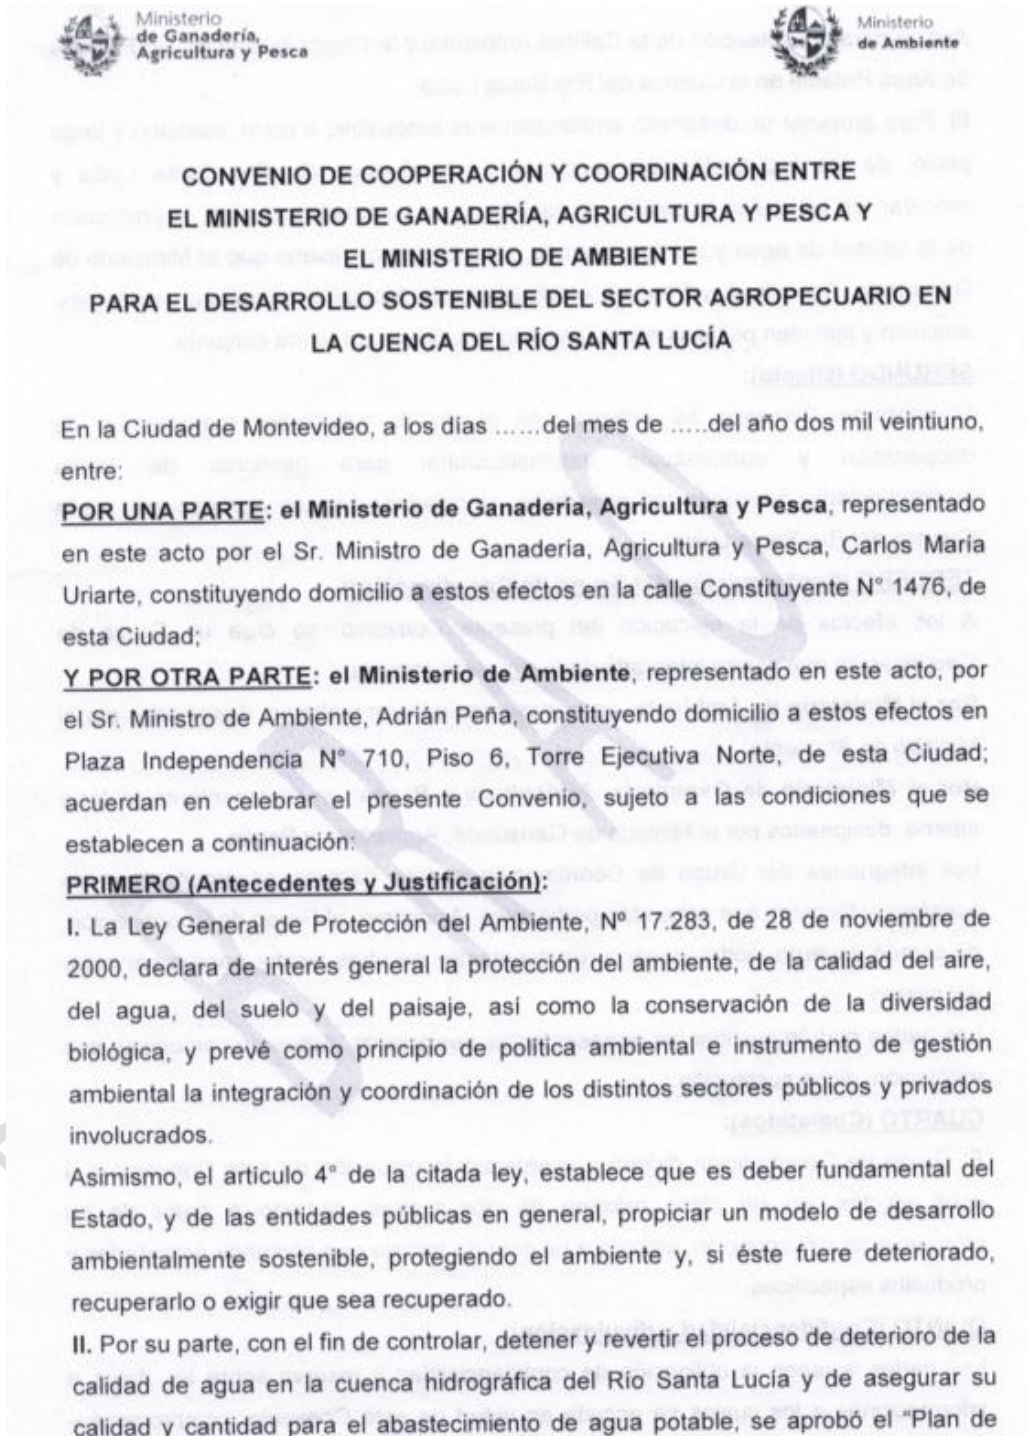 Ministerio
de Ganadería,
Agricultura y Pesca
Ministerio
de Ambiente
CONVENIO DE COOPERACIÓN Y COORDINACIÓN ENTRE
EL MINISTERIO DE GANADERÍA, AGRICULTURA Y PESCA Y
EL MINISTERIO DE AMBIENTE
PARA EL DESARROLLO SOSTENIBLE DEL SECTOR AGROPECUARIO EN
LA CUENCA DEL RÍO SANTA LUCÍA
En la Ciudad de Montevideo, a los días ......del mes de .....del año dos mil veintiuno,
entre:
POR UNA PARTE: el Ministerio de Ganadería, Agricultura y Pesca, representado
en este acto por el Sr. Ministro de Ganadería, Agricultura y Pesca, Carlos María
Uriarte, constituyendo domicilio a estos efectos en la calle Constituyente N° 1476, de
esta Ciudad;
Y POR OTRA PARTE: el Ministerio de Ambiente, representado en este acto, por
el Sr. Ministro de Ambiente, Adrián Peña, constituyendo domicilio a estos efectos en
Plaza Independencia N° 710, Piso 6, Torre Ejecutiva Norte, de esta Ciudad;
acuerdan en celebrar el presente Convenio, sujeto a las condiciones que se
establecen a continuación:
PRIMERO (Antecedentes y Justificación):
I. La Ley General de Protección del Ambiente, Nº 17.283, de 28 de noviembre de
2000, declara de interés general la protección del ambiente, de la calidad del aire,
del agua, del suelo y del paisaje, así como la conservación de la diversidad
biológica, y prevé como principio de política ambiental e instrumento de gestión
ambiental la integración y coordinación de los distintos sectores públicos y privados
involucrados.
Asimismo, el artículo 4° de la citada ley, establece que es deber fundamental del
Estado, y de las entidades públicas en general, propiciar un modelo de desarrollo
ambientalmente sostenible, protegiendo el ambiente y, si éste fuere deteriorado,
recuperarlo o exigir que sea recuperado.
II. Por su parte, con el fin de controlar, detener y revertir el proceso de deterioro de la
calidad de agua en la cuenca hidrográfica del Río Santa Lucía y de asegurar su
calidad y cantidad para el abastecimiento de agua potable, se aprobó el "Plan de